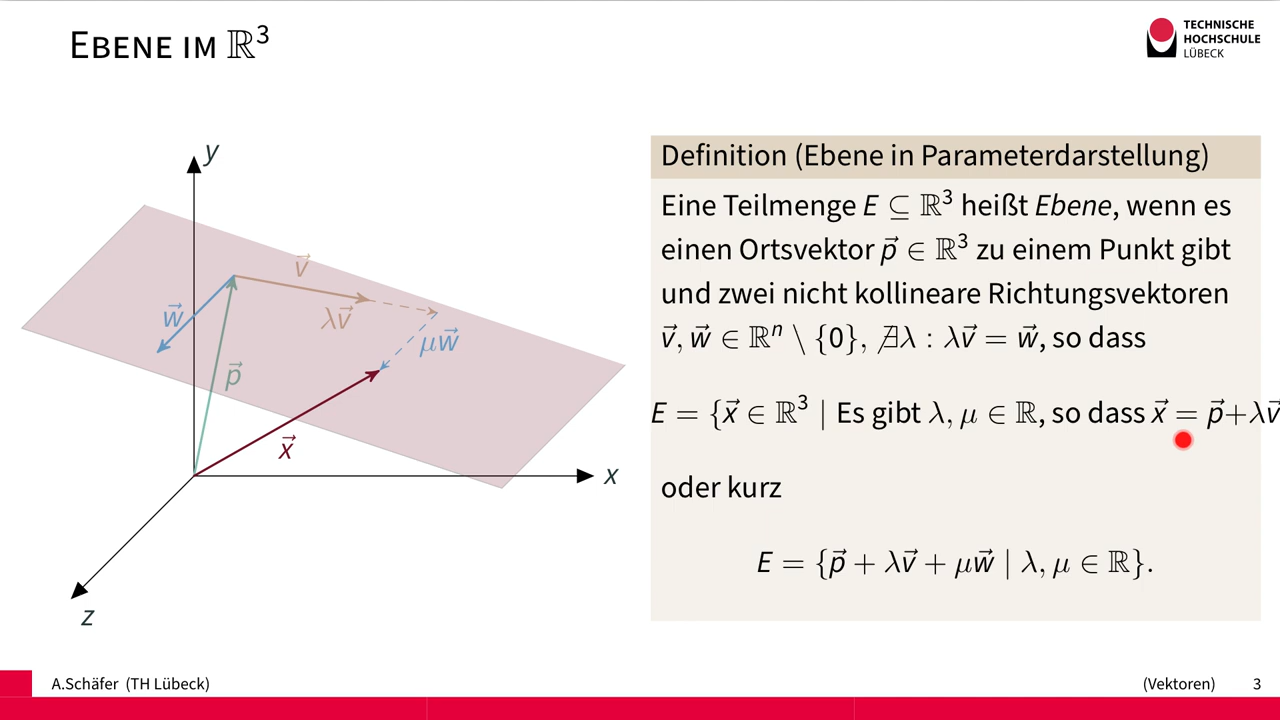 EBENE IM ℝ³
TECHNISCHE
HOCHSCHULE
LÜBECK
y
v⃗
λv⃗
w⃗
μw⃗
p⃗
x⃗
x
z
Definition (Ebene in Parameterdarstellung)
Eine Teilmenge E ⊆ ℝ³ heißt Ebene, wenn es
einen Ortsvektor p⃗ ∈ ℝ³ zu einem Punkt gibt
und zwei nicht kollineare Richtungsvektoren
v⃗, w⃗ ∈ ℝⁿ \ {0}, ∄λ : λv⃗ = w⃗, so dass
E = {x⃗ ∈ ℝ³ | Es gibt λ, μ ∈ ℝ, so dass x⃗ = p⃗+λv⃗
oder kurz
E = {p⃗ + λv⃗ + μw⃗ | λ, μ ∈ ℝ}.
A.Schäfer (TH Lübeck)
(Vektoren) 3